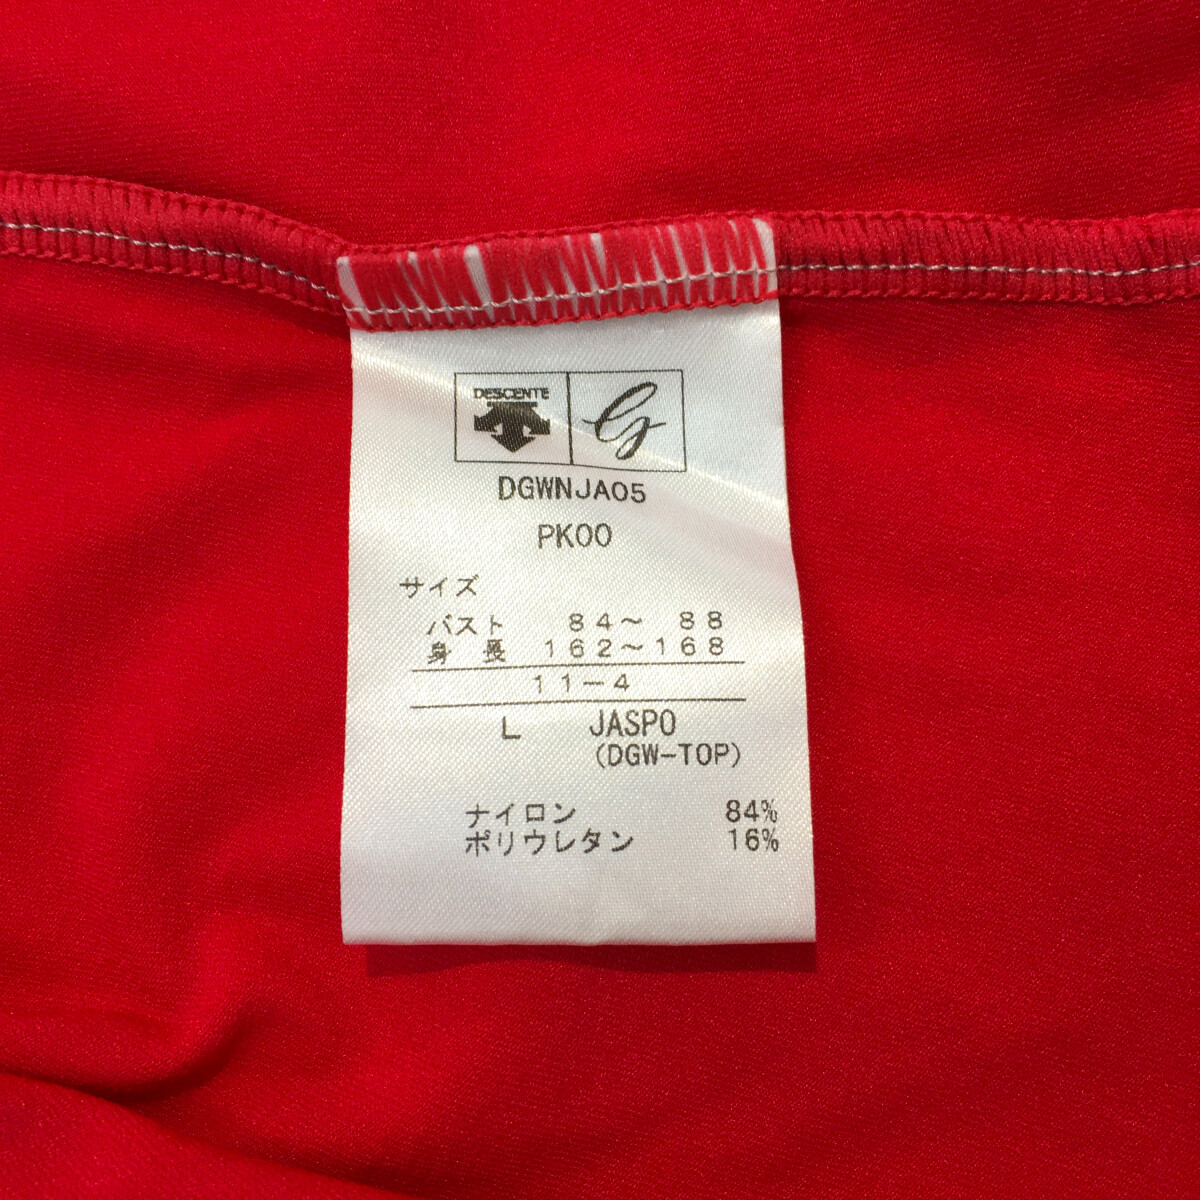 DESCENTE
G
DGWNJA05
PK00
サイズ
バスト 84～ 88
身 長 162～168
11-4
L JASPO
(DGW-TOP)
ナイロン 84%
ポリウレタン 16%